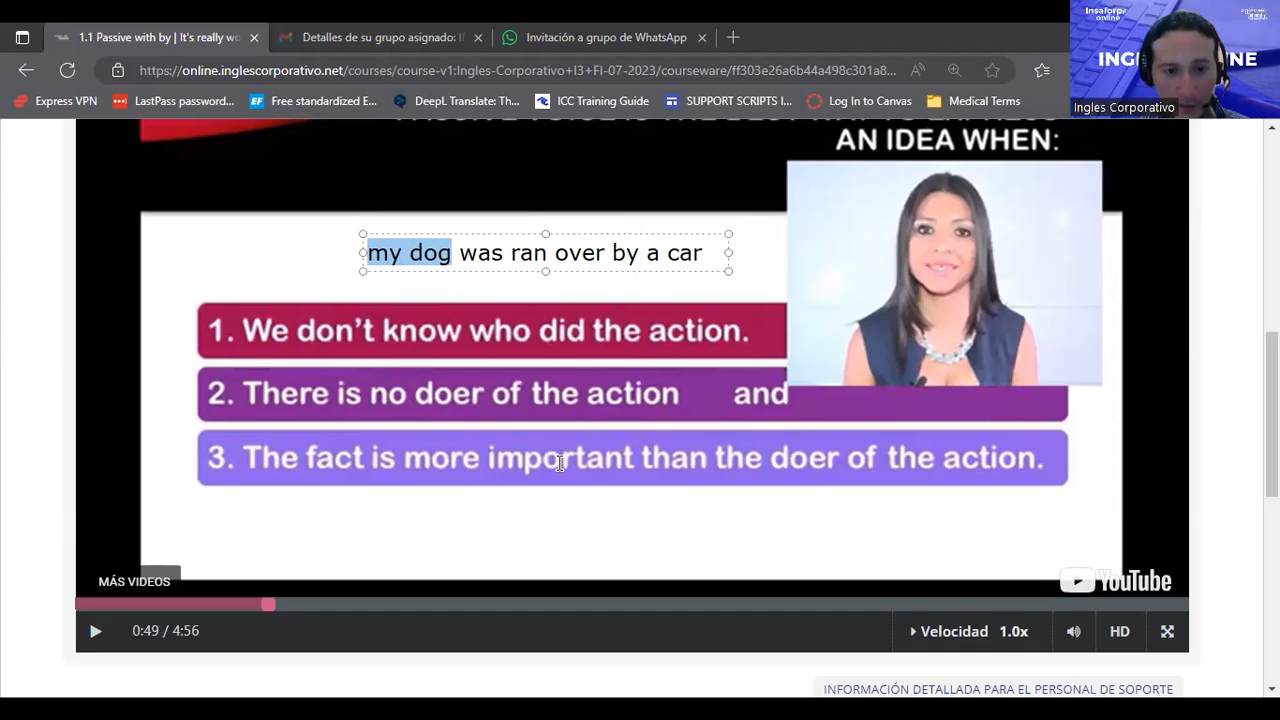 1.1 Passive with by | It's really wo
Detalles de su grupo asignado: I
Invitación a grupo de WhatsApp
https://online.inglescorporativo.net/courses/course-v1:Ingles-Corporativo+I3+FI-07-2023/courseware/ff303e26a6b44a498c301a8...
Express VPN
LastPass password...
Free standardized E...
DeepL Translate: Th...
ICC Training Guide
SUPPORT SCRIPTS I...
Log In to Canvas
Medical Terms
Insaforp
online
INGL
NE
Ingles Corporativo
AN IDEA WHEN:
my dog was ran over by a car
1. We don't know who did the action.
2. There is no doer of the action and
3. The fact is more important than the doer of the action.
MÁS VIDEOS
YouTube
0:49 / 4:56
Velocidad 1.0x
HD
INFORMACIÓN DETALLADA PARA EL PERSONAL DE SOPORTE